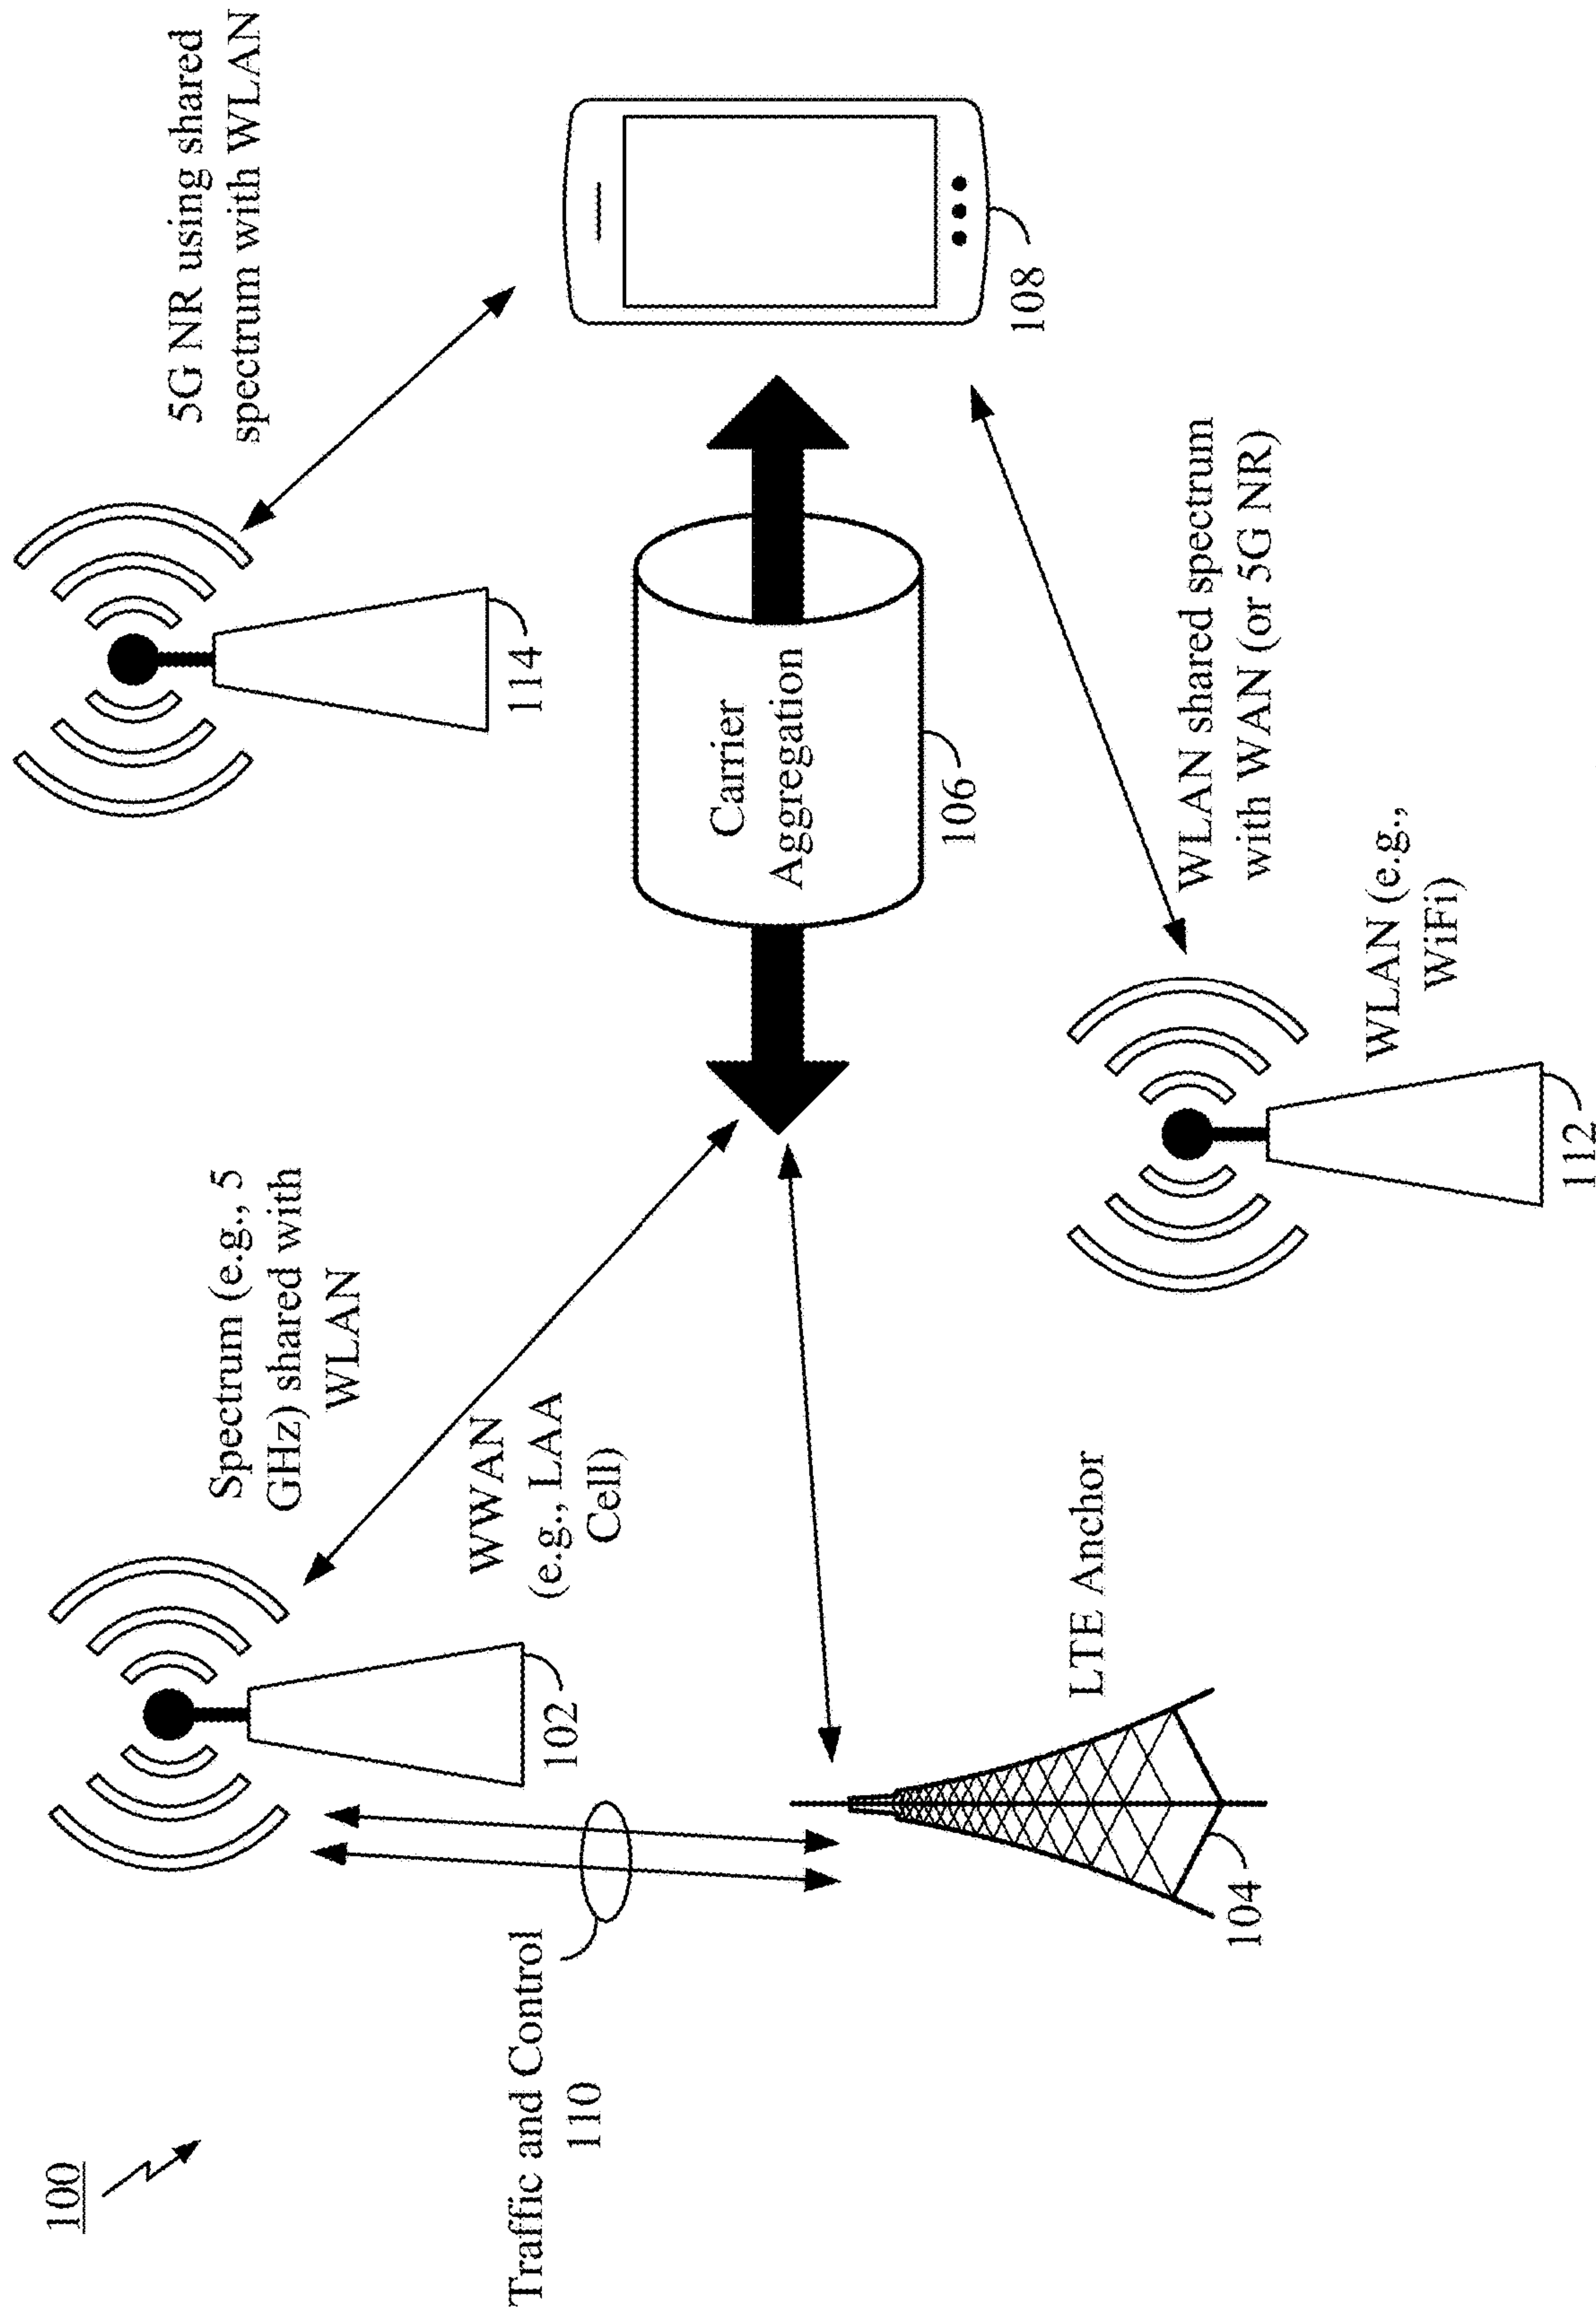 100
Traffic and Control
110
102
Spectrum (e.g., 5
GHz) shared with
WLAN
WWAN
(e.g., LAA
Cell)
104
LTE Anchor
Carrier
Aggregation
106
114
5G NR using shared
spectrum with WLAN
108
WLAN shared spectrum
with WAN (or 5G NR)
WLAN (e.g.,
WiFi)
112